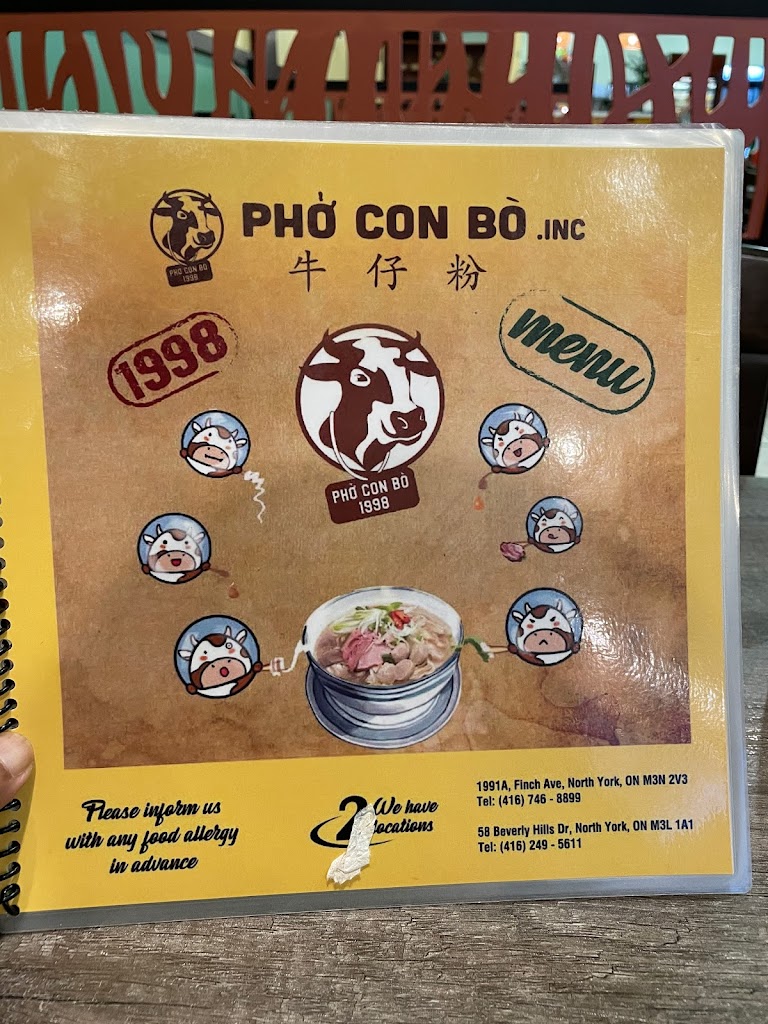 PHỞ CON BÒ .INC
PHỞ CON BÒ
1998
牛仔粉
1998
menu
PHỞ CON BÒ
1998
Please inform us
with any food allergy
in advance
2 We have
locations
1991A, Finch Ave, North York, ON M3N 2V3
Tel: (416) 746 - 8899
58 Beverly Hills Dr, North York, ON M3L 1A1
Tel: (416) 249 - 5611